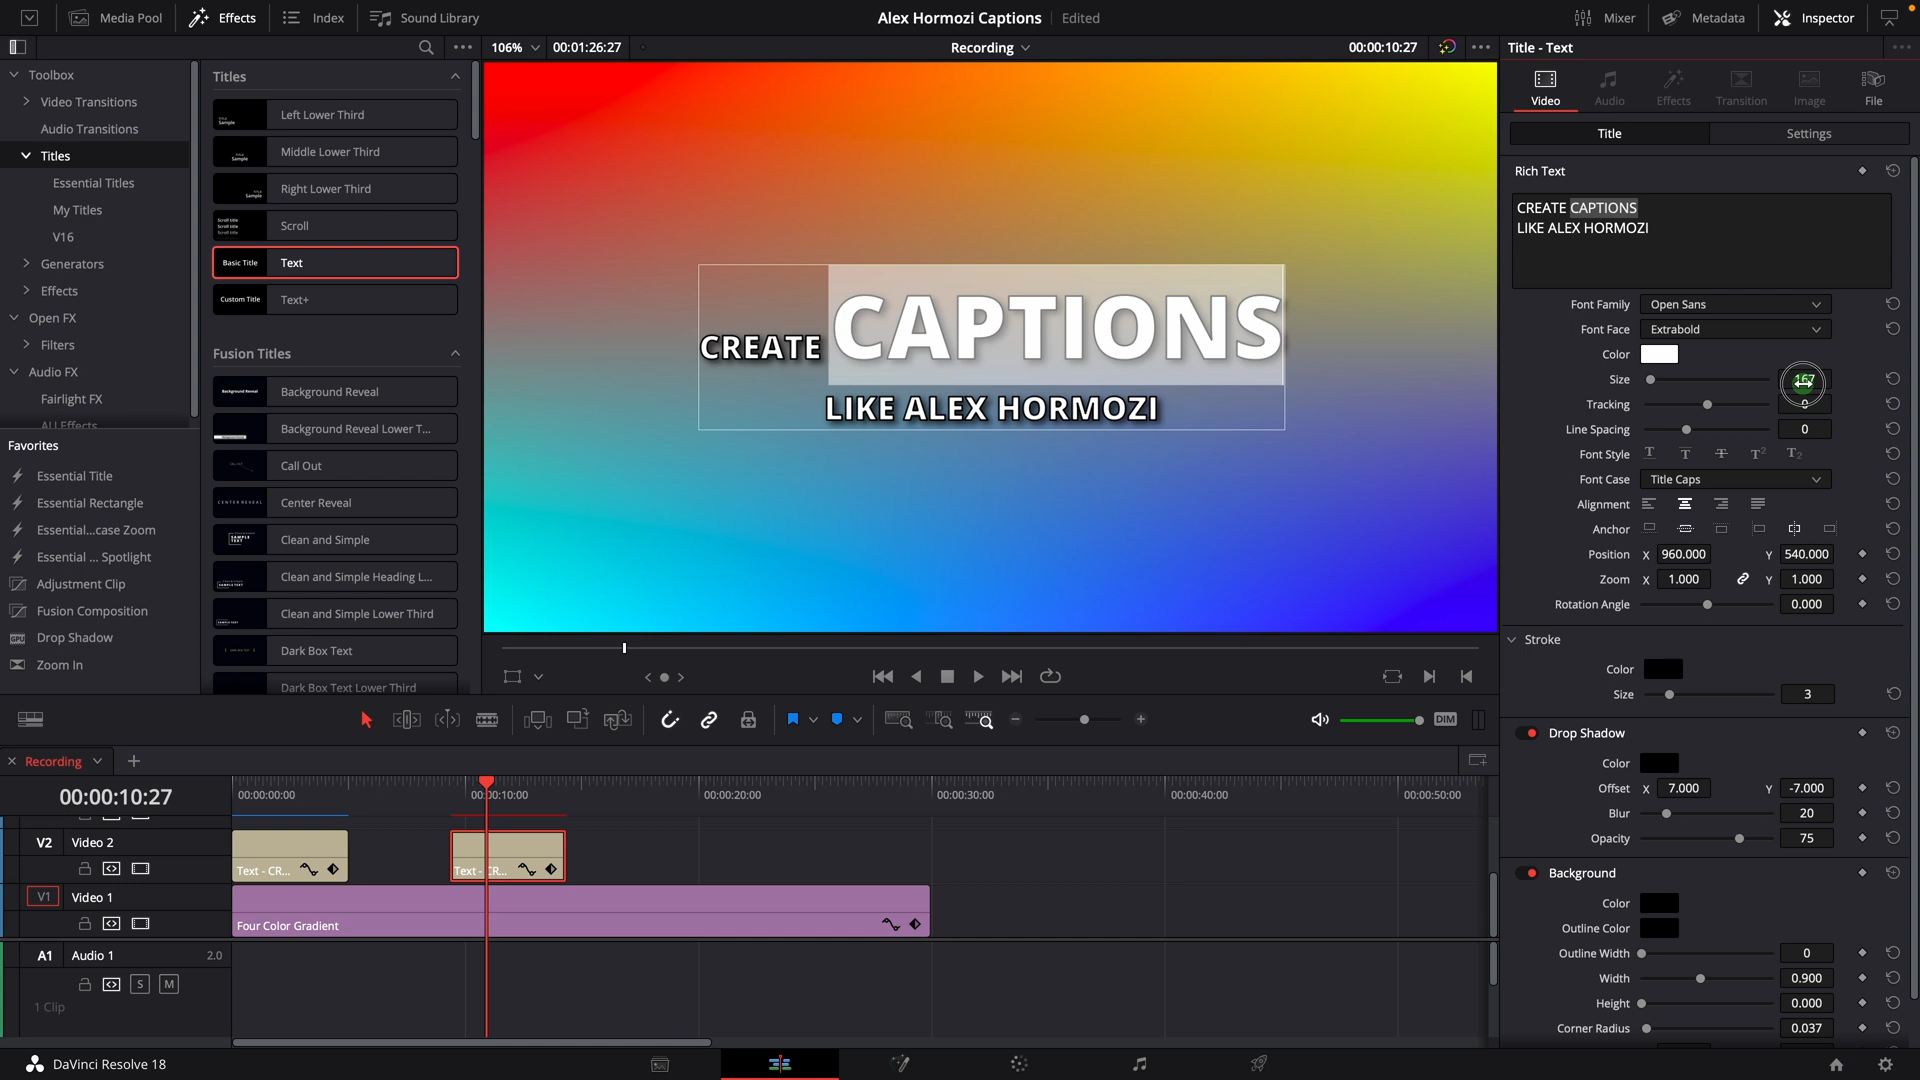 Media Pool
Effects
Index
Sound Library
Alex Hormozi Captions
Edited
Mixer
Metadata
Inspector
106%
00:01:26:27
Recording
00:00:10:27
Title - Text
Toolbox
Video Transitions
Audio Transitions
Titles
Essential Titles
My Titles
V16
Generators
Effects
Open FX
Filters
Audio FX
Fairlight FX
AU Effects
Favorites
Essential Title
Essential Rectangle
Essential...case Zoom
Essential ... Spotlight
Adjustment Clip
Fusion Composition
Drop Shadow
Zoom In
Titles
Left Lower Third
Middle Lower Third
Right Lower Third
Scroll
Basic Title
Text
Custom Title
Text+
Fusion Titles
Background Reveal
Background Reveal Lower T...
Call Out
CENTER REVEAL
Center Reveal
Clean and Simple
Clean and Simple Heading L...
Clean and Simple Lower Third
Dark Box Text
Dark Box Text Lower Third
CREATE CAPTIONS
LIKE ALEX HORMOZI
Video
Audio
Effects
Transition
Image
File
Title
Settings
Rich Text
CREATE CAPTIONS
LIKE ALEX HORMOZI
Font Family Open Sans
Font Face Extrabold
Color
Size 167
Tracking 0
Line Spacing 0
Font Style
Font Case Title Caps
Alignment
Anchor
Position X 960.000 Y 540.000
Zoom X 1.000 Y 1.000
Rotation Angle 0.000
Stroke
Color
Size 3
Drop Shadow
Color
Offset X 7.000 Y -7.000
Blur 20
Opacity 75
Background
Color
Outline Color
Outline Width 0
Width 0.900
Height 0.000
Corner Radius 0.037
DIM
Recording
00:00:10:27
00:00:00:00
00:00:10:00
00:00:20:00
00:00:30:00
00:00:40:00
00:00:50:00
V2 Video 2
Text - CR...
Text - CR...
V1 Video 1
Four Color Gradient
A1 Audio 1 2.0
S M
1 Clip
DaVinci Resolve 18